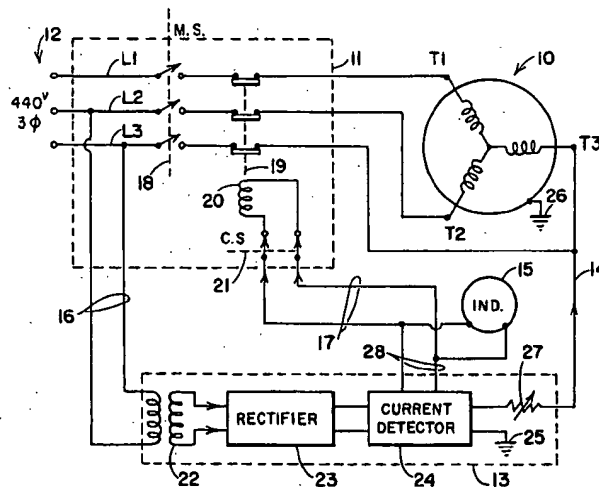 M.S.
12
L1
11
T1
10
440V
3ϕ
L2
L3
T3
18
19
20
26
C.S
T2
21
15
14
IND.
16
17
28
27
RECTIFIER
CURRENT
DETECTOR
25
22
23
24
13